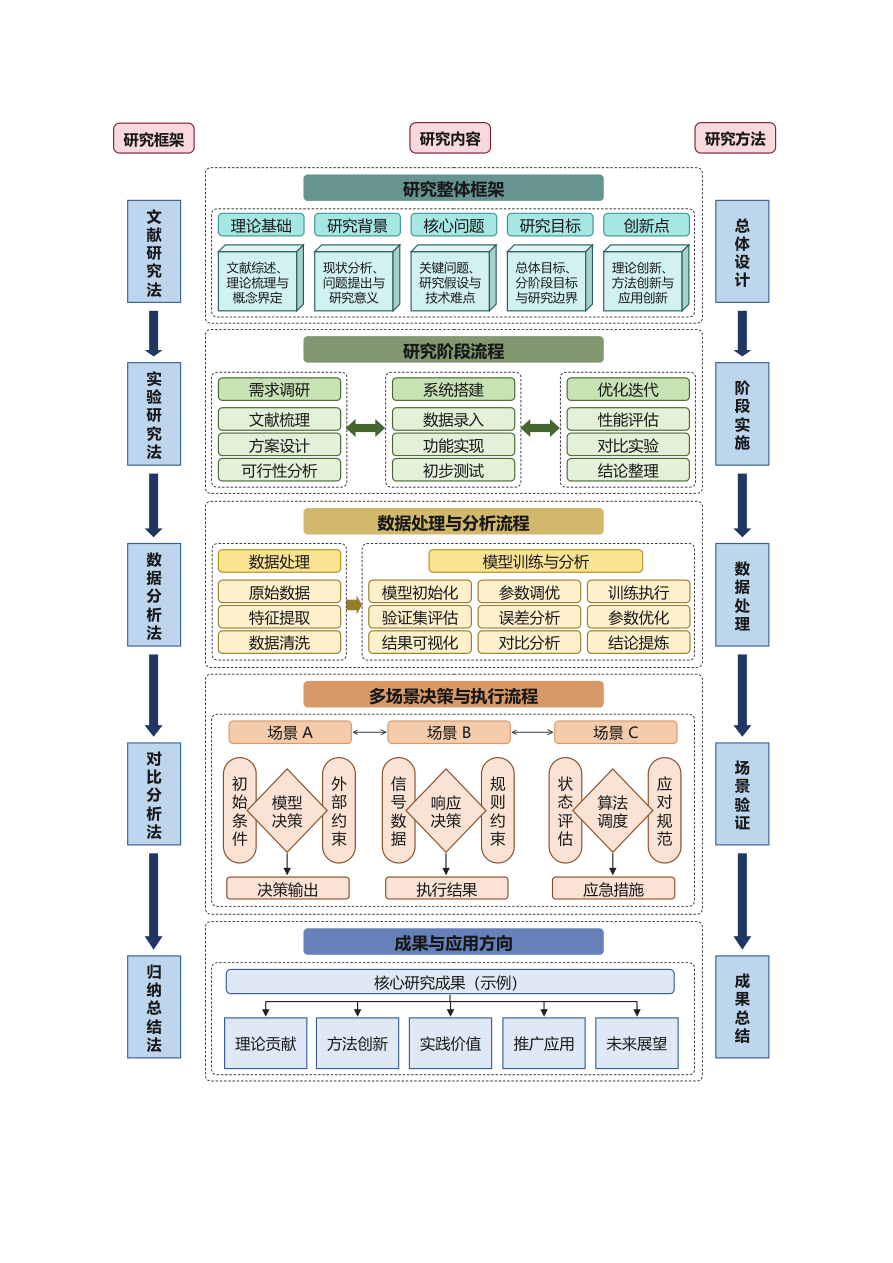 研究框架
研究内容
研究方法
文献研究法
实验研究法
数据分析法
对比分析法
归纳总结法
研究整体框架
理论基础
研究背景
核心问题
研究目标
创新点
文献综述、
理论梳理与
概念界定
现状分析、
问题提出与
研究意义
关键问题、
研究假设与
技术难点
总体目标、
分阶段目标
与研究边界
理论创新、
方法创新与
应用创新
研究阶段流程
需求调研
文献梳理
方案设计
可行性分析
系统搭建
数据录入
功能实现
初步测试
优化迭代
性能评估
对比实验
结论整理
数据处理与分析流程
数据处理
原始数据
特征提取
数据清洗
模型训练与分析
模型初始化
参数调优
训练执行
验证集评估
误差分析
参数优化
结果可视化
对比分析
结论提炼
多场景决策与执行流程
场景 A
场景 B
场景 C
初始条件
模型
决策
外部约束
决策输出
信号数据
响应
决策
规则约束
执行结果
状态评估
算法
调度
应对规范
应急措施
成果与应用方向
核心研究成果（示例）
理论贡献
方法创新
实践价值
推广应用
未来展望
总体设计
阶段实施
数据处理
场景验证
成果总结